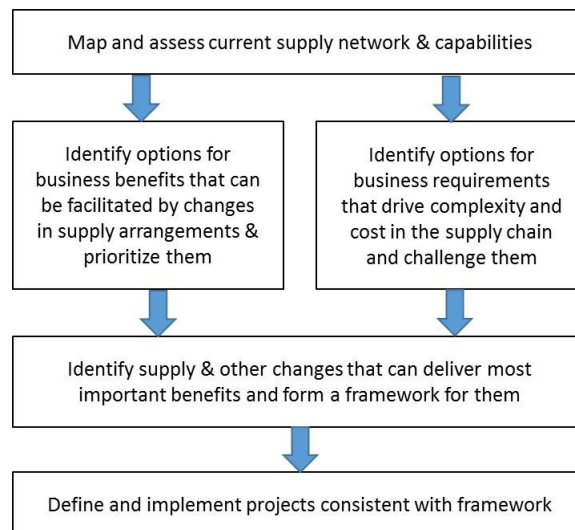 Map and assess current supply network & capabilities
Identify options for
business benefits that can
be facilitated by changes
in supply arrangements &
prioritize them
Identify options for
business requirements
that drive complexity and
cost in the supply chain
and challenge them
Identify supply & other changes that can deliver most
important benefits and form a framework for them
Define and implement projects consistent with framework